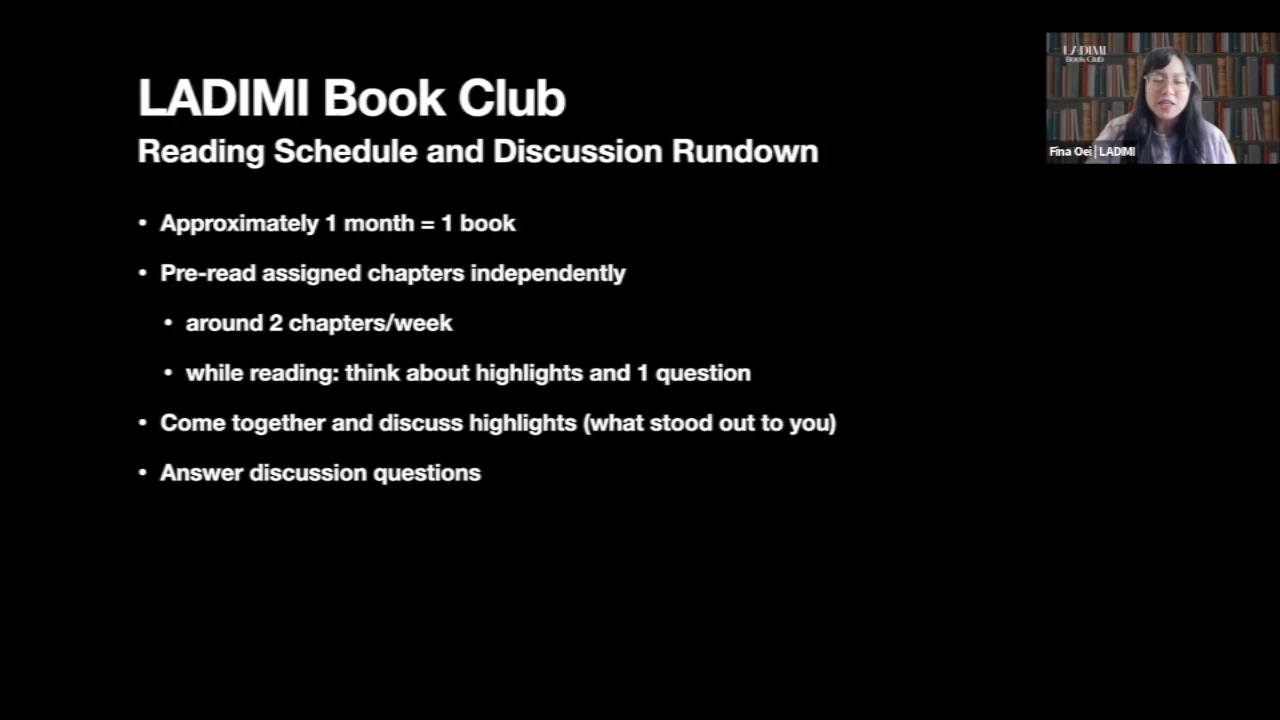 LADIMI Book Club
Reading Schedule and Discussion Rundown
• Approximately 1 month = 1 book
• Pre-read assigned chapters independently
• around 2 chapters/week
• while reading: think about highlights and 1 question
• Come together and discuss highlights (what stood out to you)
• Answer discussion questions
LADIMI
Book Club
Fina Oei | LADIMI